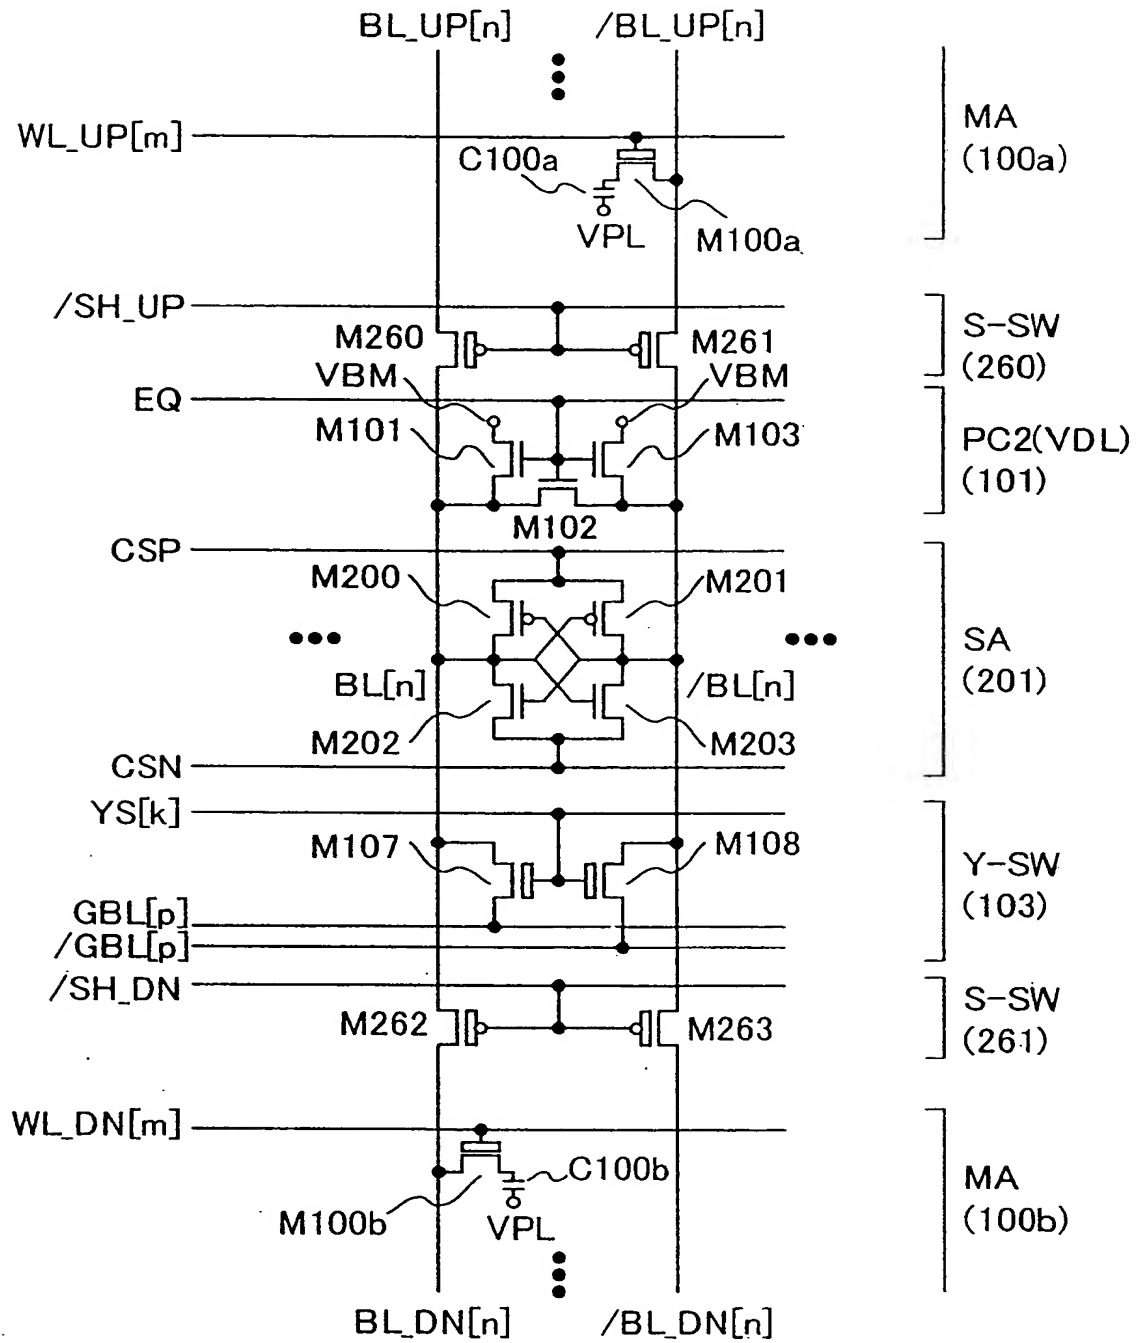 BL_UP[n] /BL_UP[n]
WL_UP[m]
C100a
VPL
M100a
MA
(100a)
/SH_UP
M260
M261
S-SW
(260)
VBM
VBM
EQ
M101
M103
M102
PC2(VDL)
(101)
CSP
M200
M201
BL[n]
/BL[n]
M202
M203
SA
(201)
CSN
YS[k]
M107
M108
Y-SW
(103)
GBL[p]
/GBL[p]
/SH_DN
M262
M263
S-SW
(261)
WL_DN[m]
C100b
M100b
VPL
MA
(100b)
BL_DN[n] /BL_DN[n]